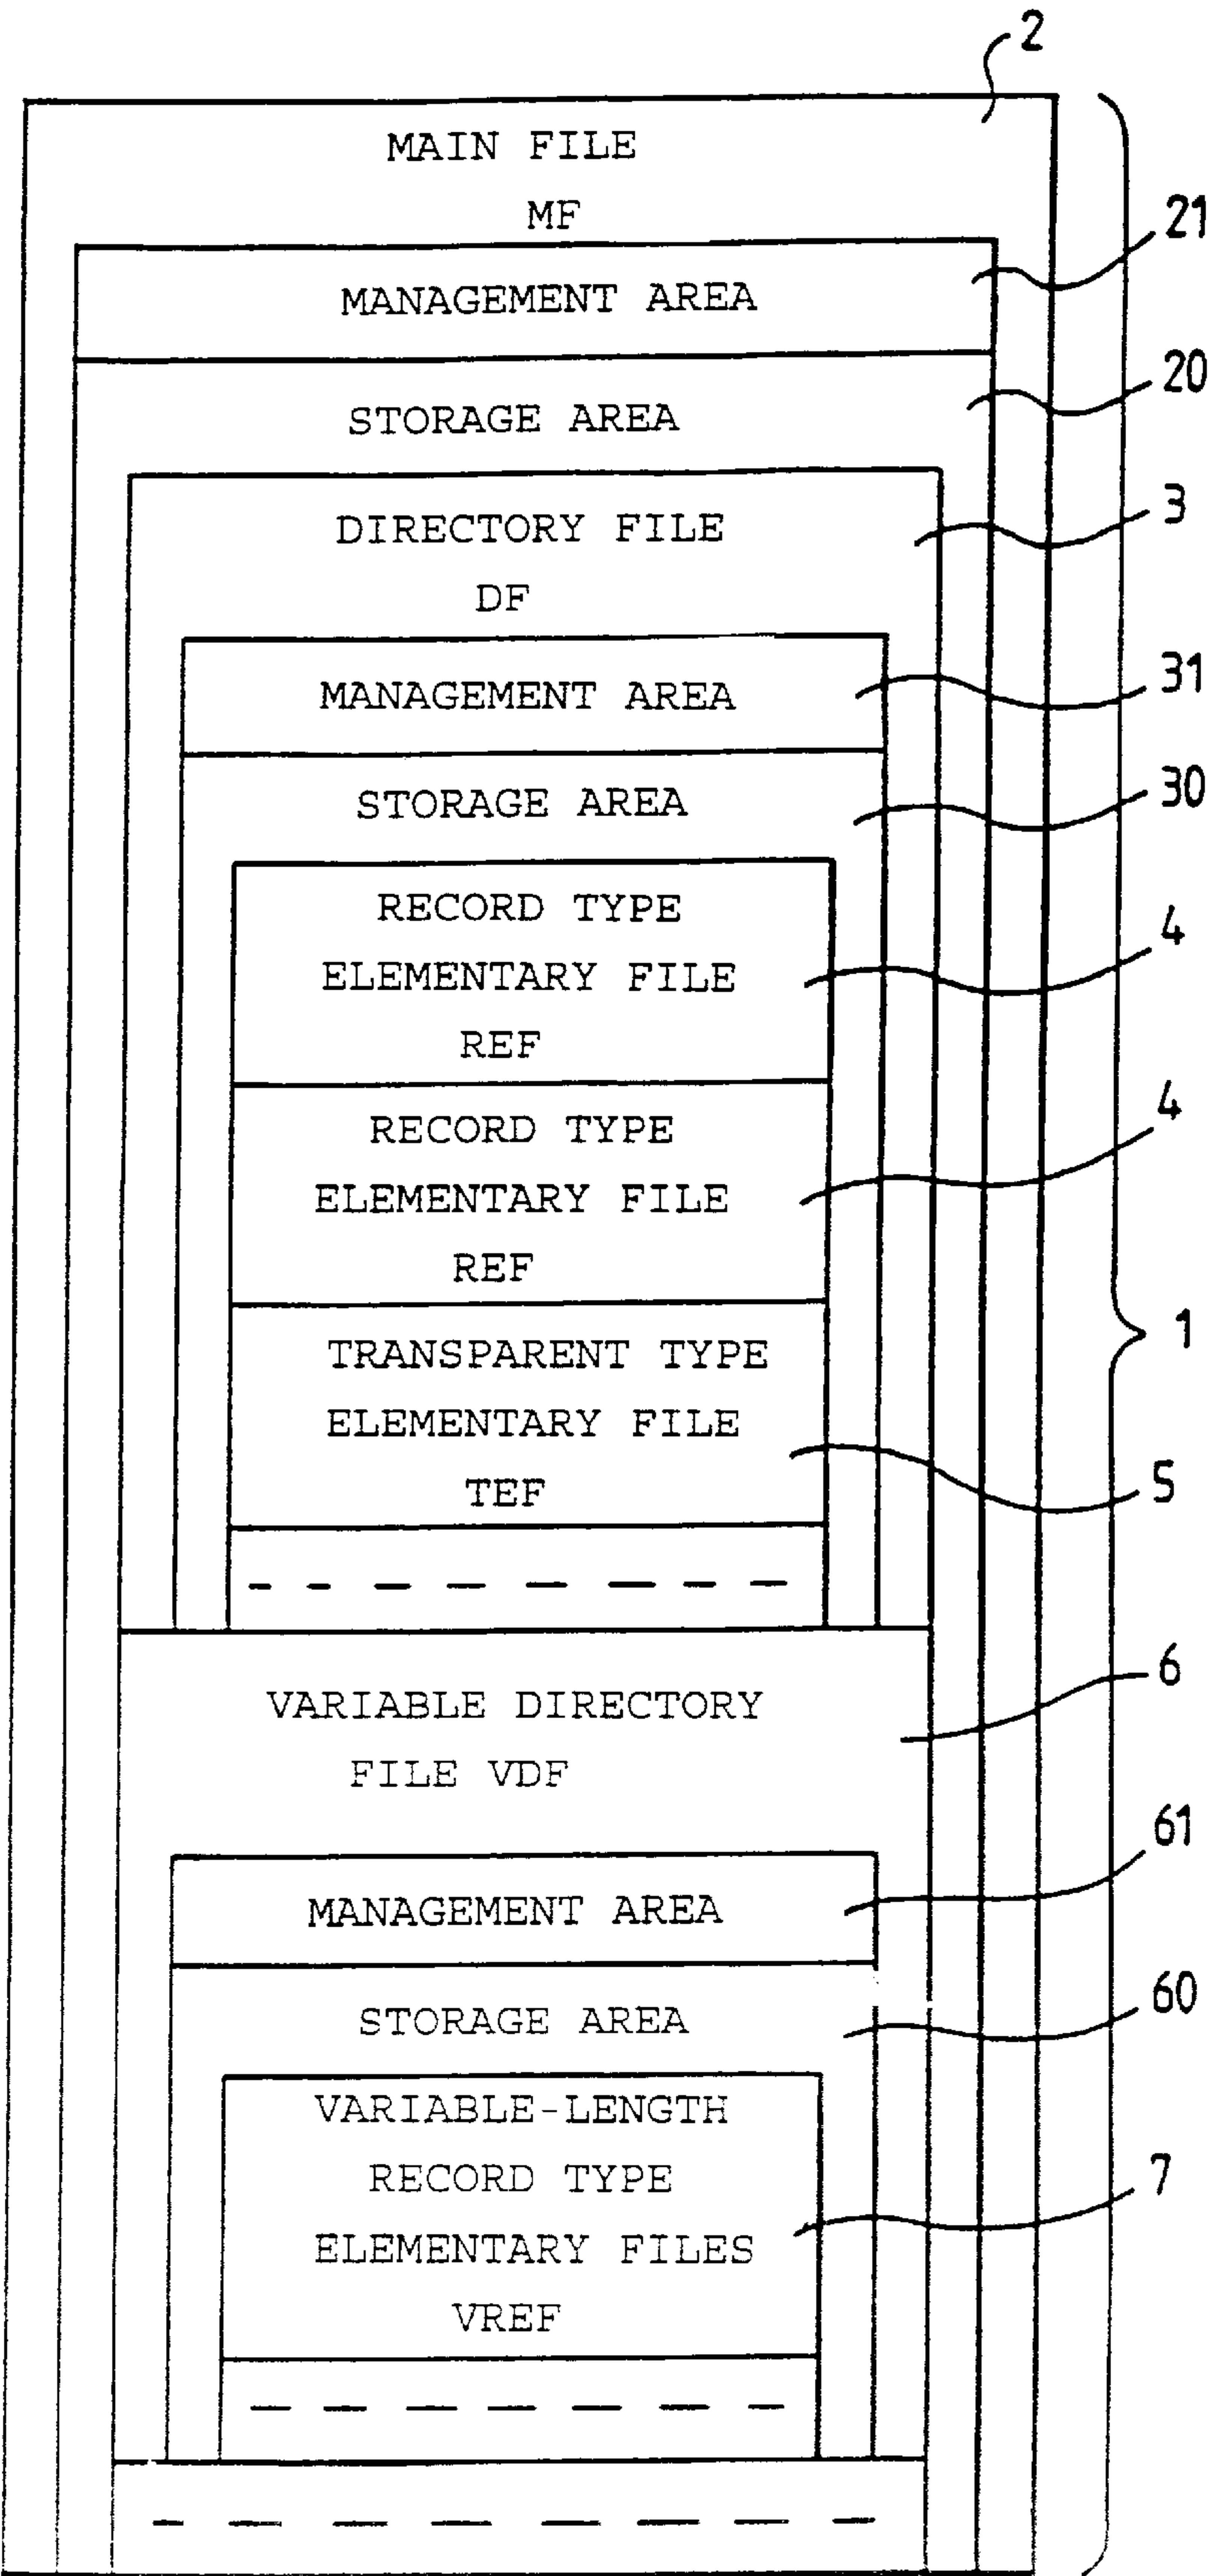 2
MAIN FILE
MF
21
MANAGEMENT AREA
20
STORAGE AREA
3
DIRECTORY FILE
DF
31
MANAGEMENT AREA
30
STORAGE AREA
RECORD TYPE
4
ELEMENTARY FILE
REF
4
RECORD TYPE
ELEMENTARY FILE
REF
1
TRANSPARENT TYPE
ELEMENTARY FILE
5
TEF
6
VARIABLE DIRECTORY
FILE VDF
61
MANAGEMENT AREA
60
STORAGE AREA
VARIABLE-LENGTH
7
RECORD TYPE
ELEMENTARY FILES
VREF